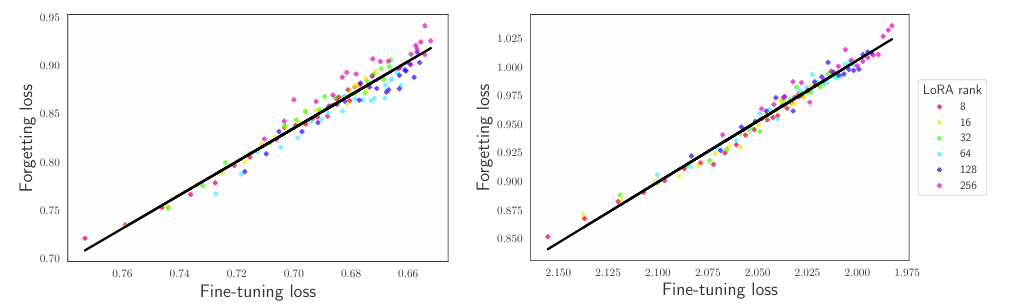 0.95
0.90
0.85
0.80
0.75
0.70
Forgetting loss
0.76 0.74 0.72 0.70 0.68 0.66
Fine-tuning loss
1.025
1.000
0.975
0.950
0.925
0.900
0.875
0.850
Forgetting loss
2.150 2.125 2.100 2.075 2.050 2.025 2.000 1.975
Fine-tuning loss
LoRA rank
8
16
32
64
128
256